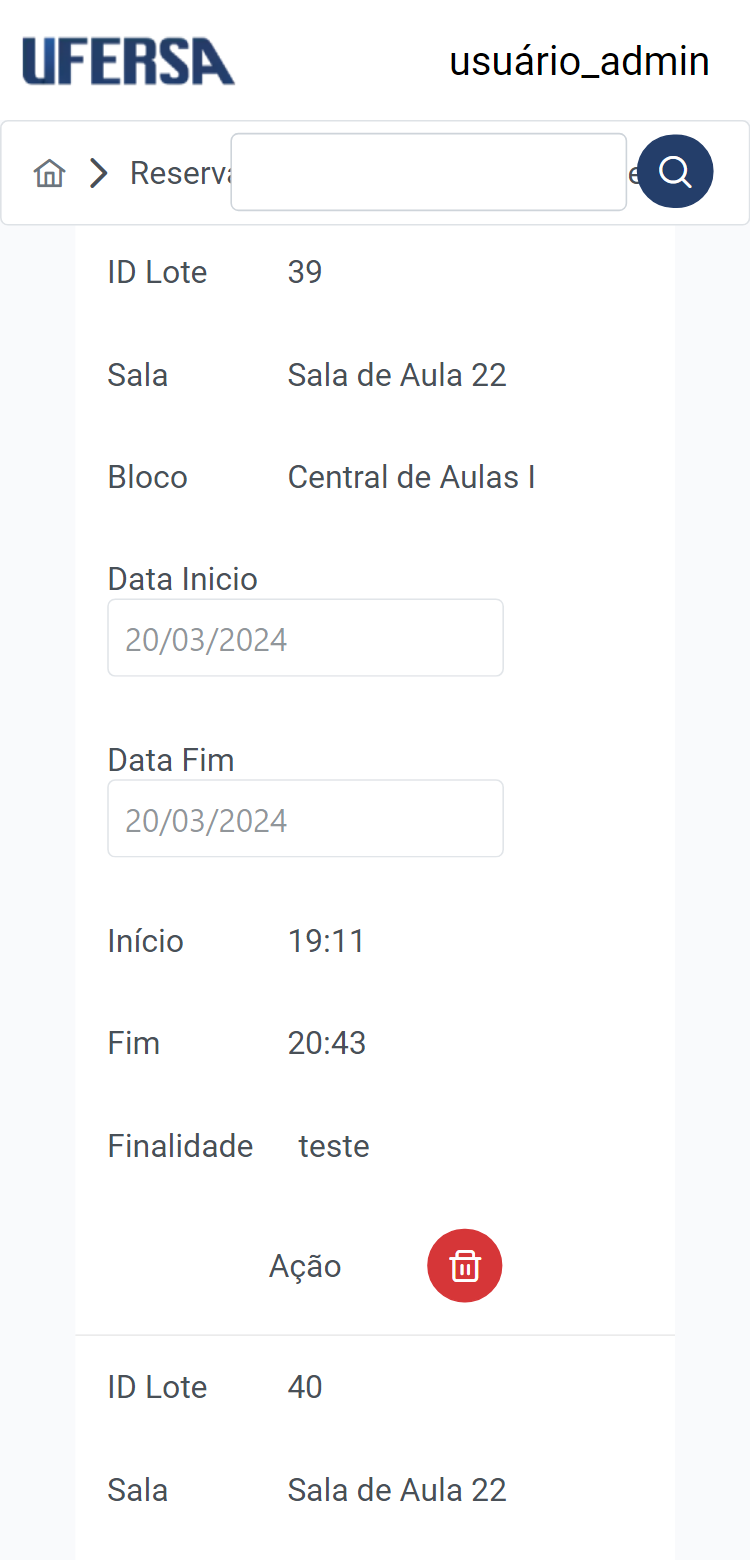 UFERSA
usuário_admin
Reserva
ID Lote 39
Sala Sala de Aula 22
Bloco Central de Aulas I
Data Inicio
20/03/2024
Data Fim
20/03/2024
Início 19:11
Fim 20:43
Finalidade teste
Ação
ID Lote 40
Sala Sala de Aula 22